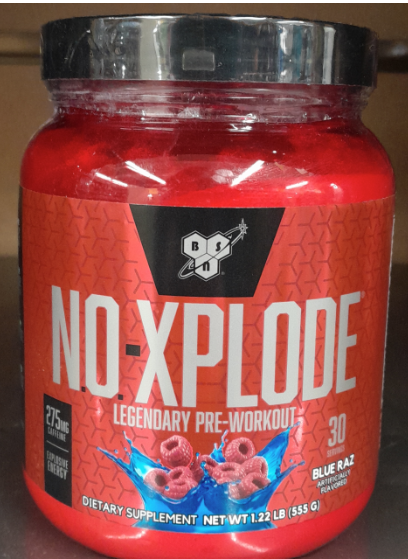 BSN
N.O.-XPLODE
LEGENDARY PRE-WORKOUT
275MG
CAFFEINE
EXPLOSIVE
ENERGY
30
SERVINGS
BLUE RAZ
ARTIFICIALLY
FLAVORED
DIETARY SUPPLEMENT NET WT 1.22 LB (555 G)